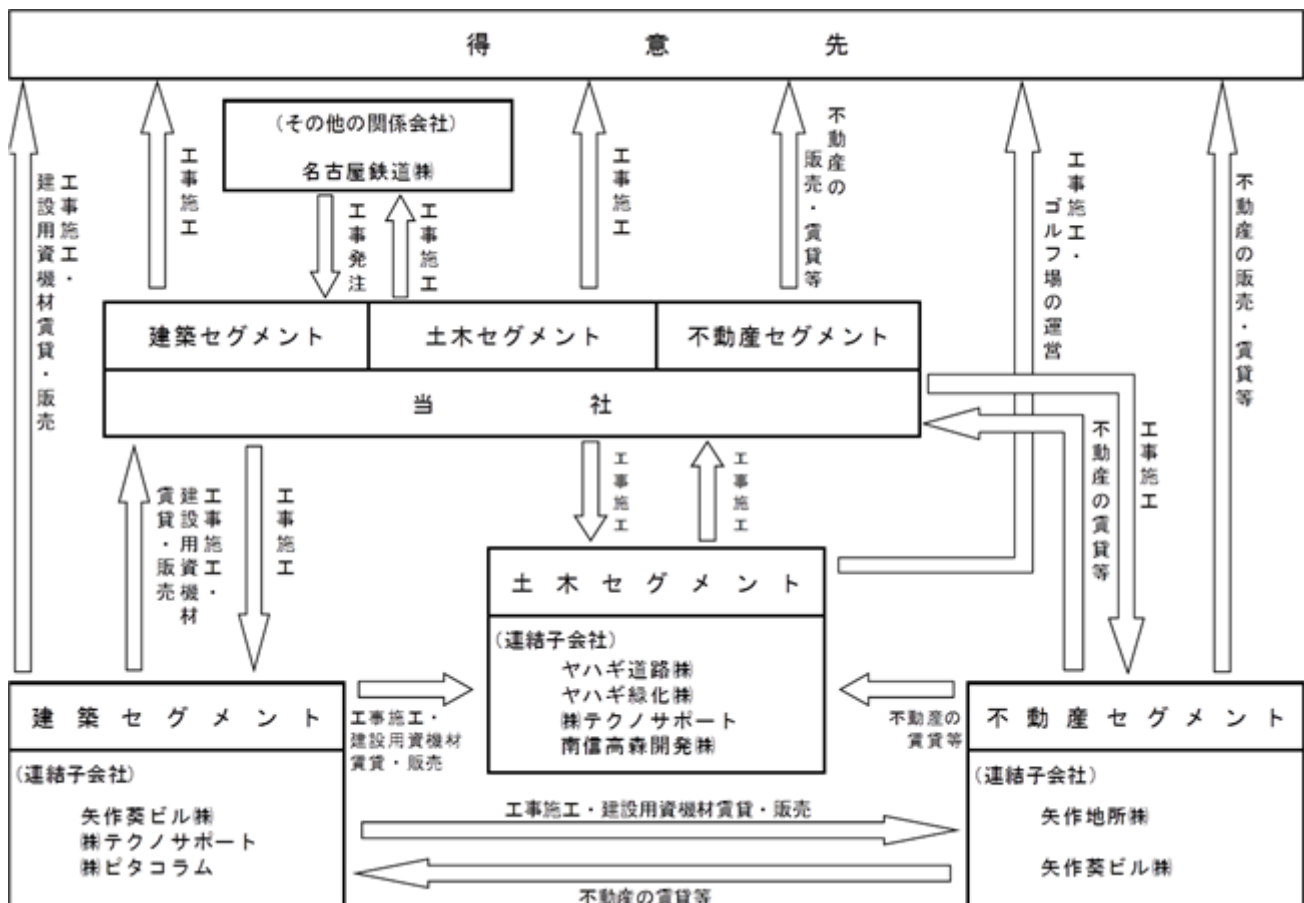 得意先
(その他の関係会社)
名古屋鉄道㈱
工事施工・
建設用資機材賃貸・販売
工事施工
工事発注
工事施工
工事施工
不動産の
販売・賃貸等
工事施工・
ゴルフ場の運営
不動産の販売・賃貸等
建築セグメント
土木セグメント
不動産セグメント
当社
工事施工・
建設用資機材
賃貸・販売
工事施工
工事施工
工事施工
不動産の賃貸等
工事施工
土木セグメント
(連結子会社)
ヤハギ道路㈱
ヤハギ緑化㈱
㈱テクノサポート
南信高森開発㈱
建築セグメント
(連結子会社)
矢作葵ビル㈱
㈱テクノサポート
㈱ピタコラム
工事施工・
建設用資機材
賃貸・販売
不動産の
賃貸等
不動産セグメント
(連結子会社)
矢作地所㈱
矢作葵ビル㈱
工事施工・建設用資機材賃貸・販売
不動産の賃貸等